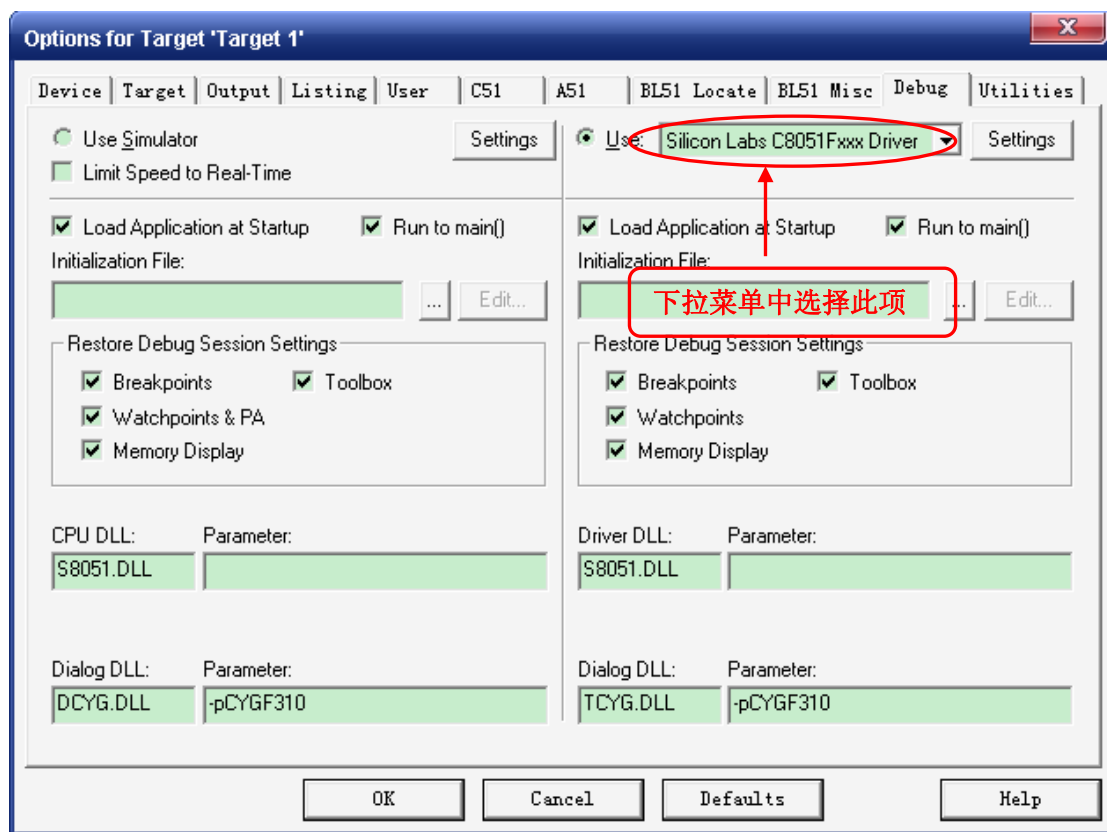 Options for Target 'Target 1'
Device Target Output Listing User C51 A51 BL51 Locate BL51 Misc Debug Utilities
Use Simulator Settings Use: Silicon Labs C8051Fxxx Driver Settings
Limit Speed to Real-Time
Load Application at Startup Run to main() Load Application at Startup Run to main()
Initialization File: Initialization File:
... Edit... 下拉菜单中选择此项 ... Edit...
Restore Debug Session Settings Restore Debug Session Settings
Breakpoints Toolbox Breakpoints Toolbox
Watchpoints & PA Watchpoints
Memory Display Memory Display
CPU DLL: Parameter: Driver DLL: Parameter:
S8051.DLL S8051.DLL
Dialog DLL: Parameter: Dialog DLL: Parameter:
DCYG.DLL -pCYGF310 TCYG.DLL -pCYGF310
OK Cancel Defaults Help